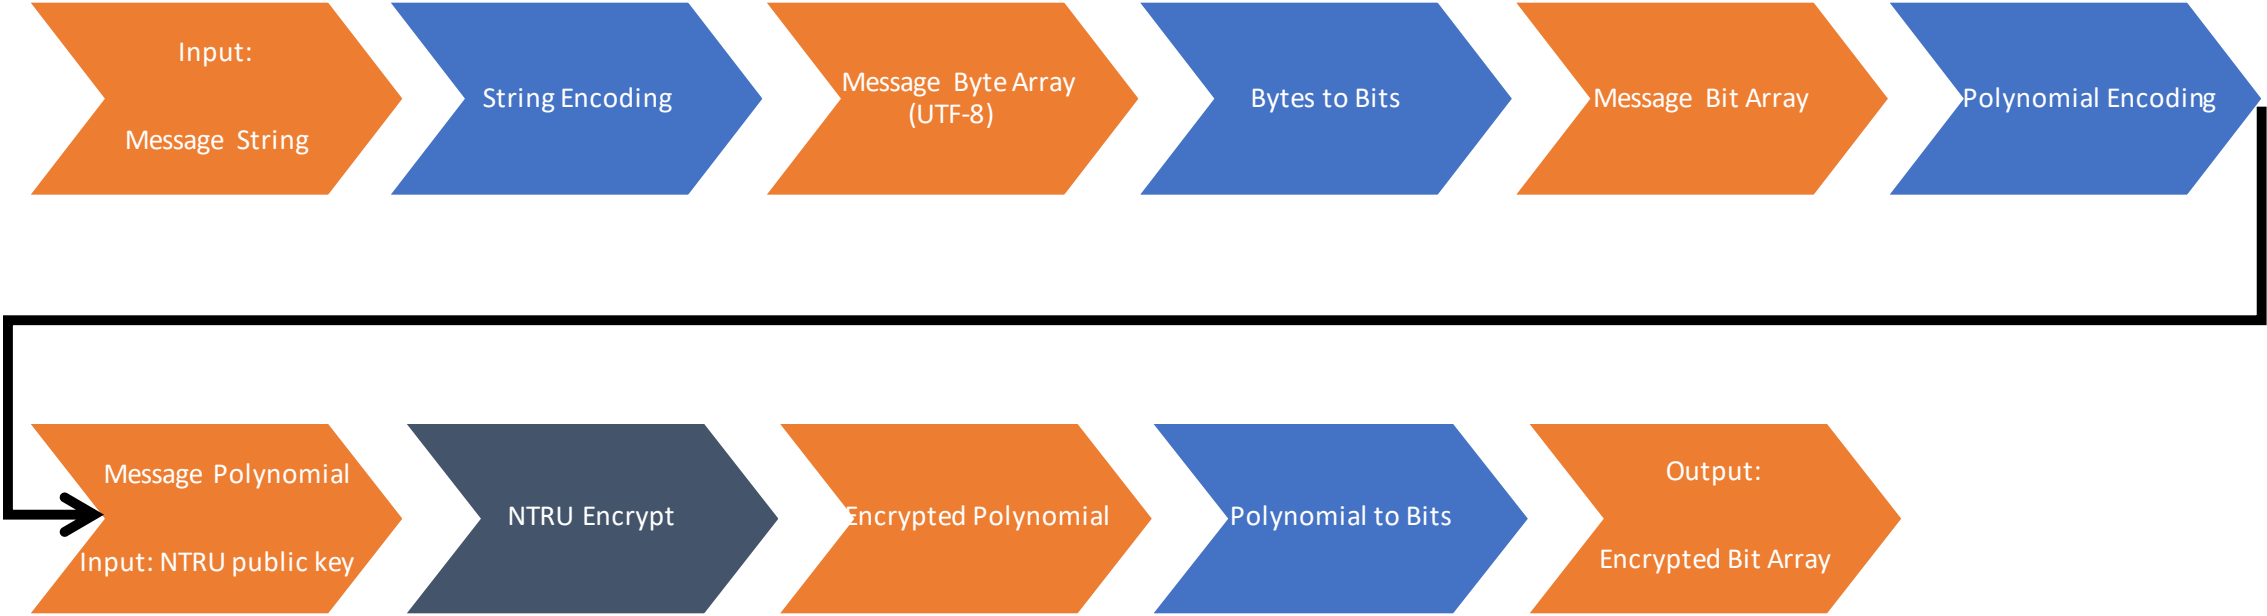 Input:
Message String
String Encoding
Message Byte Array
(UTF-8)
Bytes to Bits
Message Bit Array
Polynomial Encoding
Message Polynomial
Input: NTRU public key
NTRU Encrypt
Encrypted Polynomial
Polynomial to Bits
Output:
Encrypted Bit Array